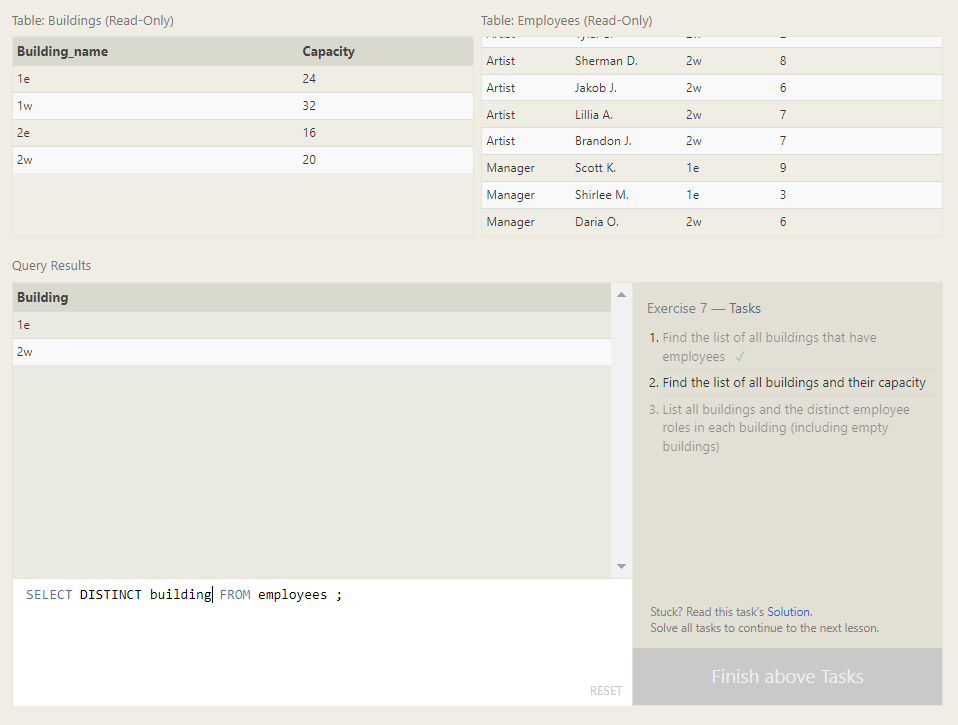 Table: Buildings (Read-Only)
Building_name Capacity
1e 24
1w 32
2e 16
2w 20
Table: Employees (Read-Only)
Artist Sherman D. 2w 8
Artist Jakob J. 2w 6
Artist Lillia A. 2w 7
Artist Brandon J. 2w 7
Manager Scott K. 1e 9
Manager Shirlee M. 1e 3
Manager Daria O. 2w 6
Query Results
Building
1e
2w
SELECT DISTINCT building FROM employees ;
RESET
Exercise 7 — Tasks
1. Find the list of all buildings that have
employees ✓
2. Find the list of all buildings and their capacity
3. List all buildings and the distinct employee
roles in each building (including empty
buildings)
Stuck? Read this task's Solution.
Solve all tasks to continue to the next lesson.
Finish above Tasks